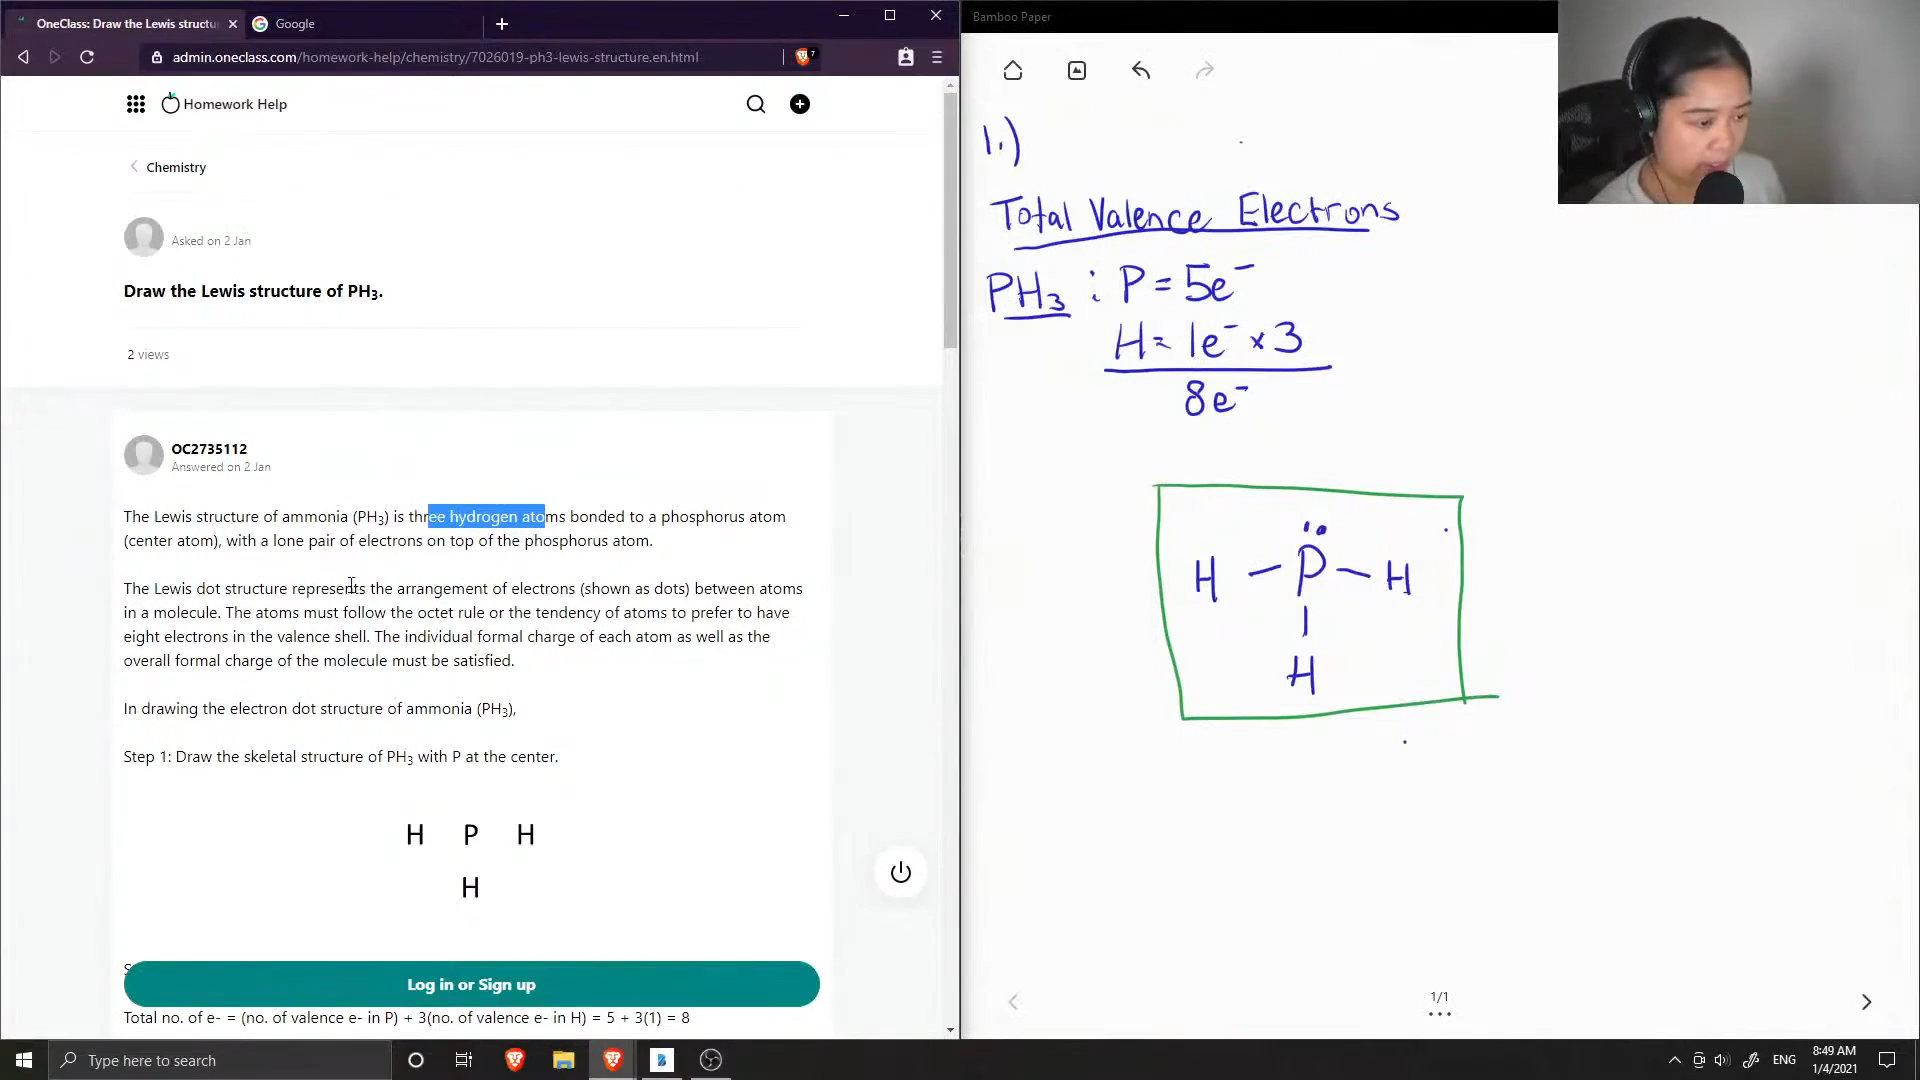 OneClass: Draw the Lewis structu
Google
admin.oneclass.com/homework-help/chemistry/7026019-ph3-lewis-structure.en.html
7
Homework Help
Chemistry
Asked on 2 Jan
Draw the Lewis structure of PH₃.
2 views
OC2735112
Answered on 2 Jan
The Lewis structure of ammonia (PH₃) is three hydrogen atoms bonded to a phosphorus atom
(center atom), with a lone pair of electrons on top of the phosphorus atom.
The Lewis dot structure represents the arrangement of electrons (shown as dots) between atoms
in a molecule. The atoms must follow the octet rule or the tendency of atoms to prefer to have
eight electrons in the valence shell. The individual formal charge of each atom as well as the
overall formal charge of the molecule must be satisfied.
In drawing the electron dot structure of ammonia (PH₃),
Step 1: Draw the skeletal structure of PH₃ with P at the center.
H P H
H
Log in or Sign up
Total no. of e- = (no. of valence e- in P) + 3(no. of valence e- in H) = 5 + 3(1) = 8
Bamboo Paper
1.)
Total Valence Electrons
PH₃ : P = 5e⁻
H = 1e⁻ × 3
8e⁻
H – P – H
H
1/1
Type here to search
B
ENG
8:49 AM
1/4/2021